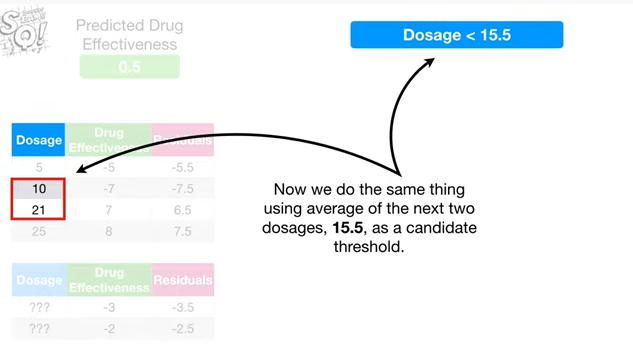 Predicted Drug
Effectiveness
0.5
Dosage < 15.5
Dosage Drug Effectiveness Residuals
5 -5 -5.5
10 -7 -7.5
21 7 6.5
25 8 7.5
Now we do the same thing
using average of the next two
dosages, 15.5, as a candidate
threshold.
Dosage Drug Effectiveness Residuals
??? -3 -3.5
??? -2 -2.5